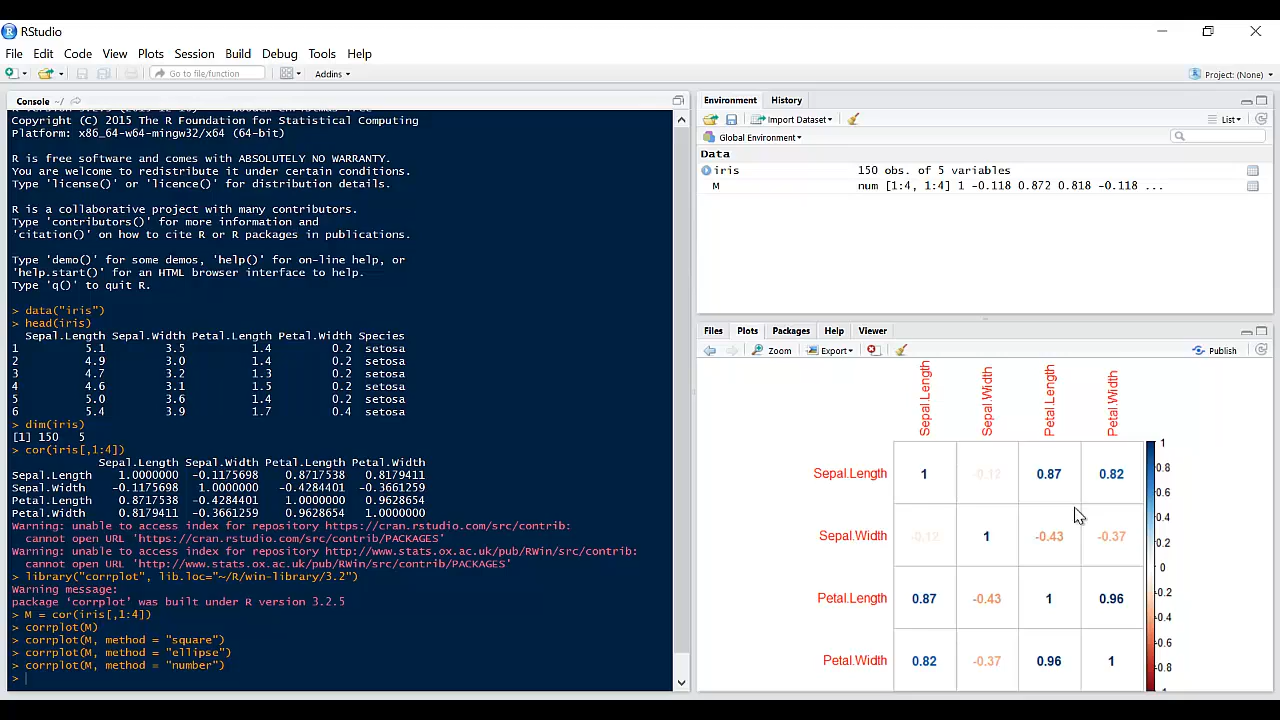 RStudio
File Edit Code View Plots Session Build Debug Tools Help
Go to file/function Addins Project: (None)
Console ~/
Copyright (C) 2015 The R Foundation for Statistical Computing
Platform: x86_64-w64-mingw32/x64 (64-bit)
R is free software and comes with ABSOLUTELY NO WARRANTY.
You are welcome to redistribute it under certain conditions.
Type 'license()' or 'licence()' for distribution details.
R is a collaborative project with many contributors.
Type 'contributors()' for more information and
'citation()' on how to cite R or R packages in publications.
Type 'demo()' for some demos, 'help()' for on-line help, or
'help.start()' for an HTML browser interface to help.
Type 'q()' to quit R.
> data("iris")
> head(iris)
Sepal.Length Sepal.Width Petal.Length Petal.Width Species
1 5.1 3.5 1.4 0.2 setosa
2 4.9 3.0 1.4 0.2 setosa
3 4.7 3.2 1.3 0.2 setosa
4 4.6 3.1 1.5 0.2 setosa
5 5.0 3.6 1.4 0.2 setosa
6 5.4 3.9 1.7 0.4 setosa
> dim(iris)
[1] 150 5
> cor(iris[,1:4])
Sepal.Length Sepal.Width Petal.Length Petal.Width
Sepal.Length 1.0000000 -0.1175698 0.8717538 0.8179411
Sepal.Width -0.1175698 1.0000000 -0.4284401 -0.3661259
Petal.Length 0.8717538 -0.4284401 1.0000000 0.9628654
Petal.Width 0.8179411 -0.3661259 0.9628654 1.0000000
Warning: unable to access index for repository https://cran.rstudio.com/src/contrib:
cannot open URL 'https://cran.rstudio.com/src/contrib/PACKAGES'
Warning: unable to access index for repository http://www.stats.ox.ac.uk/pub/RWin/src/contrib:
cannot open URL 'http://www.stats.ox.ac.uk/pub/RWin/src/contrib/PACKAGES'
> library("corrplot", lib.loc="~/R/win-library/3.2")
Warning message:
package ‘corrplot’ was built under R version 3.2.5
> M = cor(iris[,1:4])
> corrplot(M)
> corrplot(M, method = "square")
> corrplot(M, method = "ellipse")
> corrplot(M, method = "number")
>
Environment History
Import Dataset List
Global Environment
Data
iris 150 obs. of 5 variables
M num [1:4, 1:4] 1 -0.118 0.872 0.818 -0.118 ...
Files Plots Packages Help Viewer
Zoom Export Publish
Sepal.Length Sepal.Width Petal.Length Petal.Width
Sepal.Length 1 -0.12 0.87 0.82
Sepal.Width -0.12 1 -0.43 -0.37
Petal.Length 0.87 -0.43 1 0.96
Petal.Width 0.82 -0.37 0.96 1
1
0.8
0.6
0.4
0.2
0
-0.2
-0.4
-0.6
-0.8